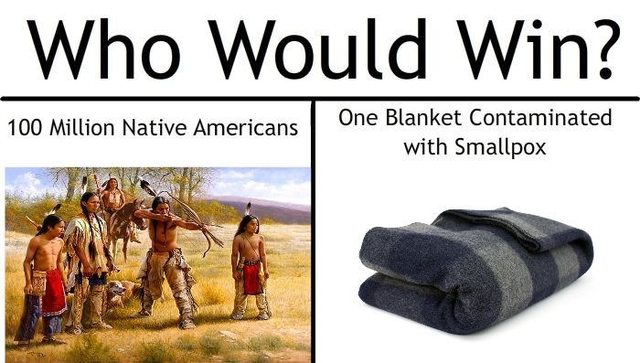 Who Would Win?
100 Million Native Americans
One Blanket Contaminated
with Smallpox